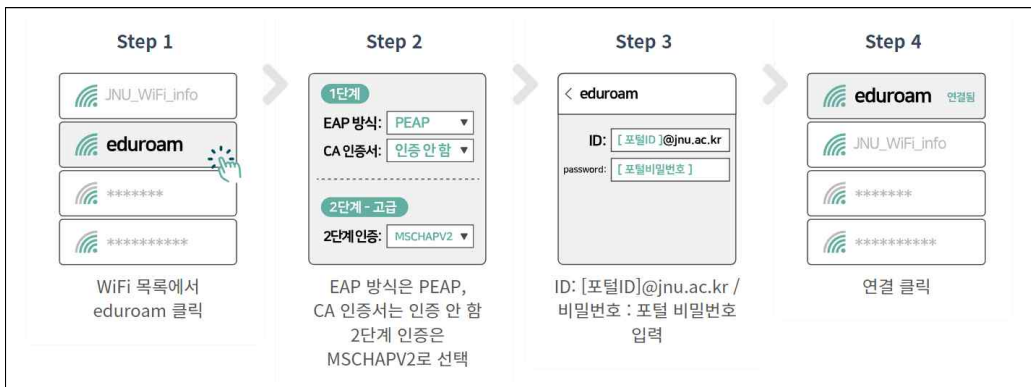 Step 1
JNU_WiFi_info
eduroam
*******
**********
WiFi 목록에서
eduroam 클릭
Step 2
1단계
EAP 방식: PEAP ▼
CA 인증서: 인증 안 함 ▼
2단계 - 고급
2단계 인증: MSCHAPV2 ▼
EAP 방식은 PEAP,
CA 인증서는 인증 안 함
2단계 인증은
MSCHAPV2로 선택
Step 3
< eduroam
ID: [ 포털ID ]@jnu.ac.kr
password: [ 포털비밀번호 ]
ID: [포털ID]@jnu.ac.kr /
비밀번호 : 포털 비밀번호
입력
Step 4
eduroam 연결됨
JNU_WiFi_info
*******
**********
연결 클릭